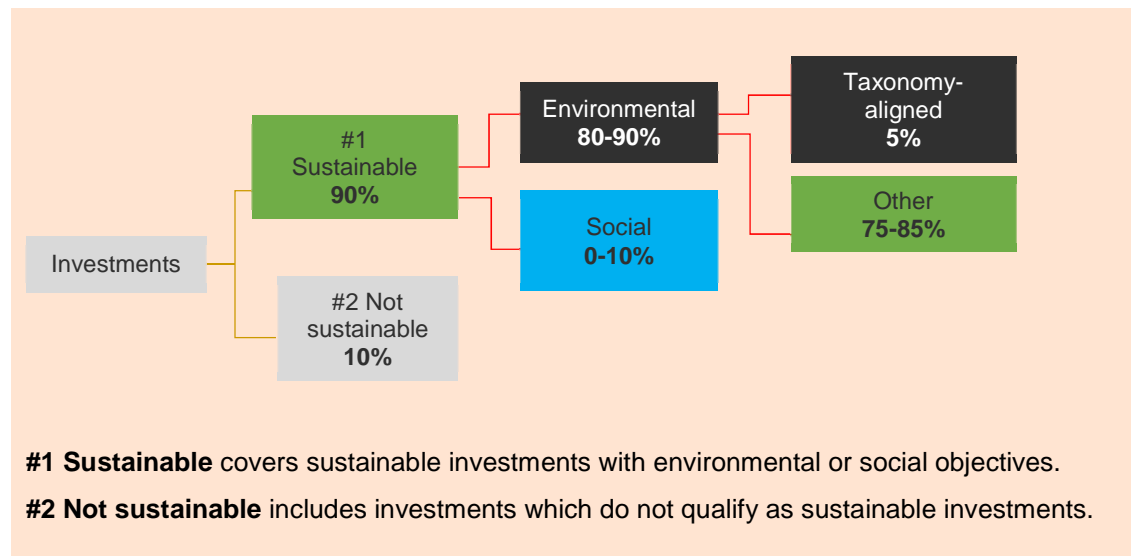 Investments
#1
Sustainable
90%
#2 Not
sustainable
10%
Environmental
80-90%
Social
0-10%
Taxonomy-
aligned
5%
Other
75-85%
#1 Sustainable covers sustainable investments with environmental or social objectives.
#2 Not sustainable includes investments which do not qualify as sustainable investments.